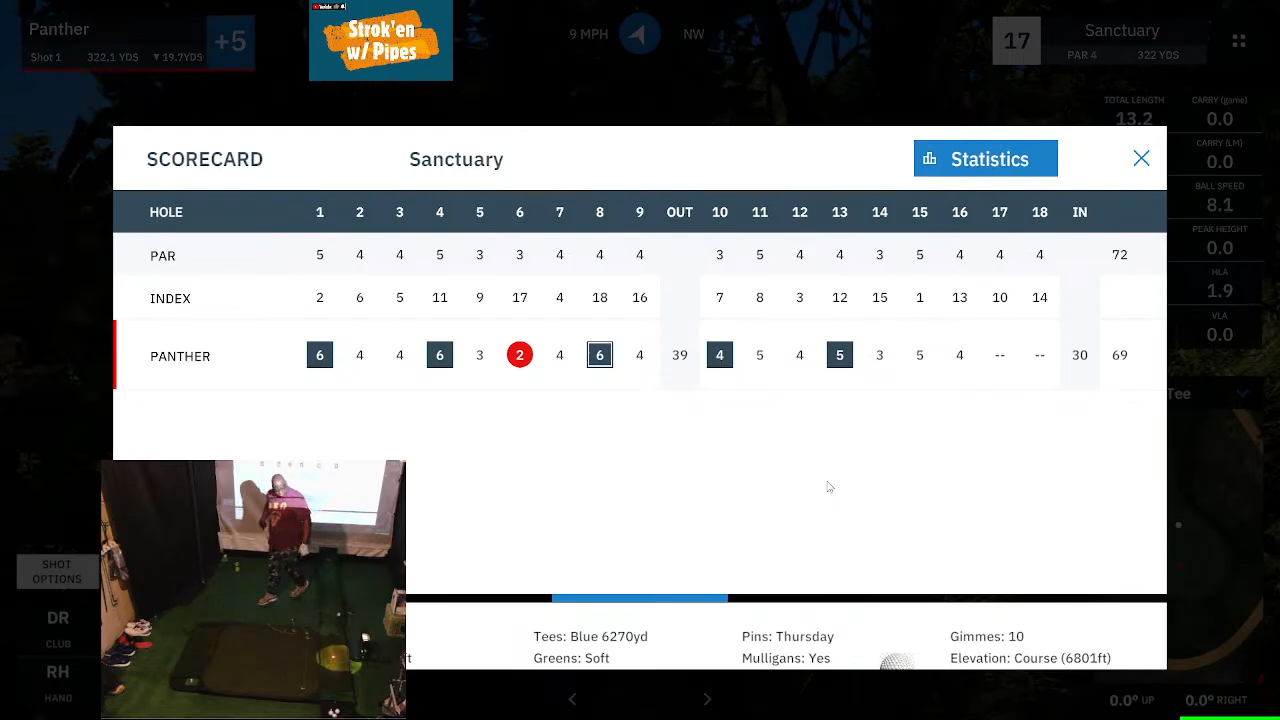 Panther
+5
Shot 1 322.1 YDS ▼19.7YDS
Strok'en
w/ Pipes
9 MPH NW
17
Sanctuary
PAR 4 322 YDS
TOTAL LENGTH
13.2
CARRY (game)
0.0
CARRY (LM)
0.0
BALL SPEED
8.1
PEAK HEIGHT
0.0
HLA
1.9
VLA
0.0
SCORECARD Sanctuary Statistics
HOLE 1 2 3 4 5 6 7 8 9 OUT 10 11 12 13 14 15 16 17 18 IN
PAR 5 4 4 5 3 3 4 4 4 3 5 4 4 3 5 4 4 4 72
INDEX 2 6 5 11 9 17 4 18 16 7 8 3 12 15 1 13 10 14
PANTHER 6 4 4 6 3 2 4 6 4 39 4 5 4 5 3 5 4 -- -- 30 69
Tee
SHOT
OPTIONS
DR
CLUB
RH
HAND
Tees: Blue 6270yd Pins: Thursday Gimmes: 10
Greens: Soft Mulligans: Yes Elevation: Course (6801ft)
0.0° UP 0.0° RIGHT